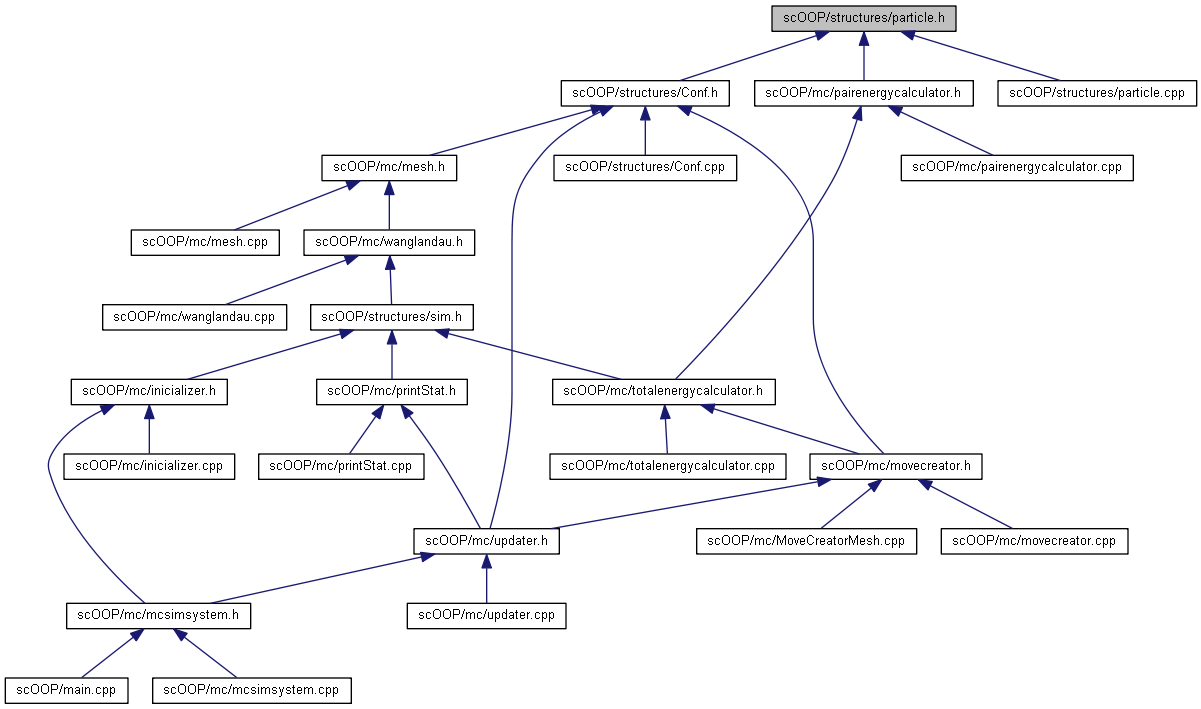 scOOP/structures/particle.h
scOOP/structures/Conf.h
scOOP/mc/pairenergycalculator.h
scOOP/structures/particle.cpp
scOOP/mc/mesh.h
scOOP/structures/Conf.cpp
scOOP/mc/pairenergycalculator.cpp
scOOP/mc/mesh.cpp
scOOP/mc/wanglandau.h
scOOP/mc/wanglandau.cpp
scOOP/structures/sim.h
scOOP/mc/inicializer.h
scOOP/mc/printStat.h
scOOP/mc/totalenergycalculator.h
scOOP/mc/inicializer.cpp
scOOP/mc/printStat.cpp
scOOP/mc/totalenergycalculator.cpp
scOOP/mc/movecreator.h
scOOP/mc/updater.h
scOOP/mc/MoveCreatorMesh.cpp
scOOP/mc/movecreator.cpp
scOOP/mc/mcsimsystem.h
scOOP/mc/updater.cpp
scOOP/main.cpp
scOOP/mc/mcsimsystem.cpp